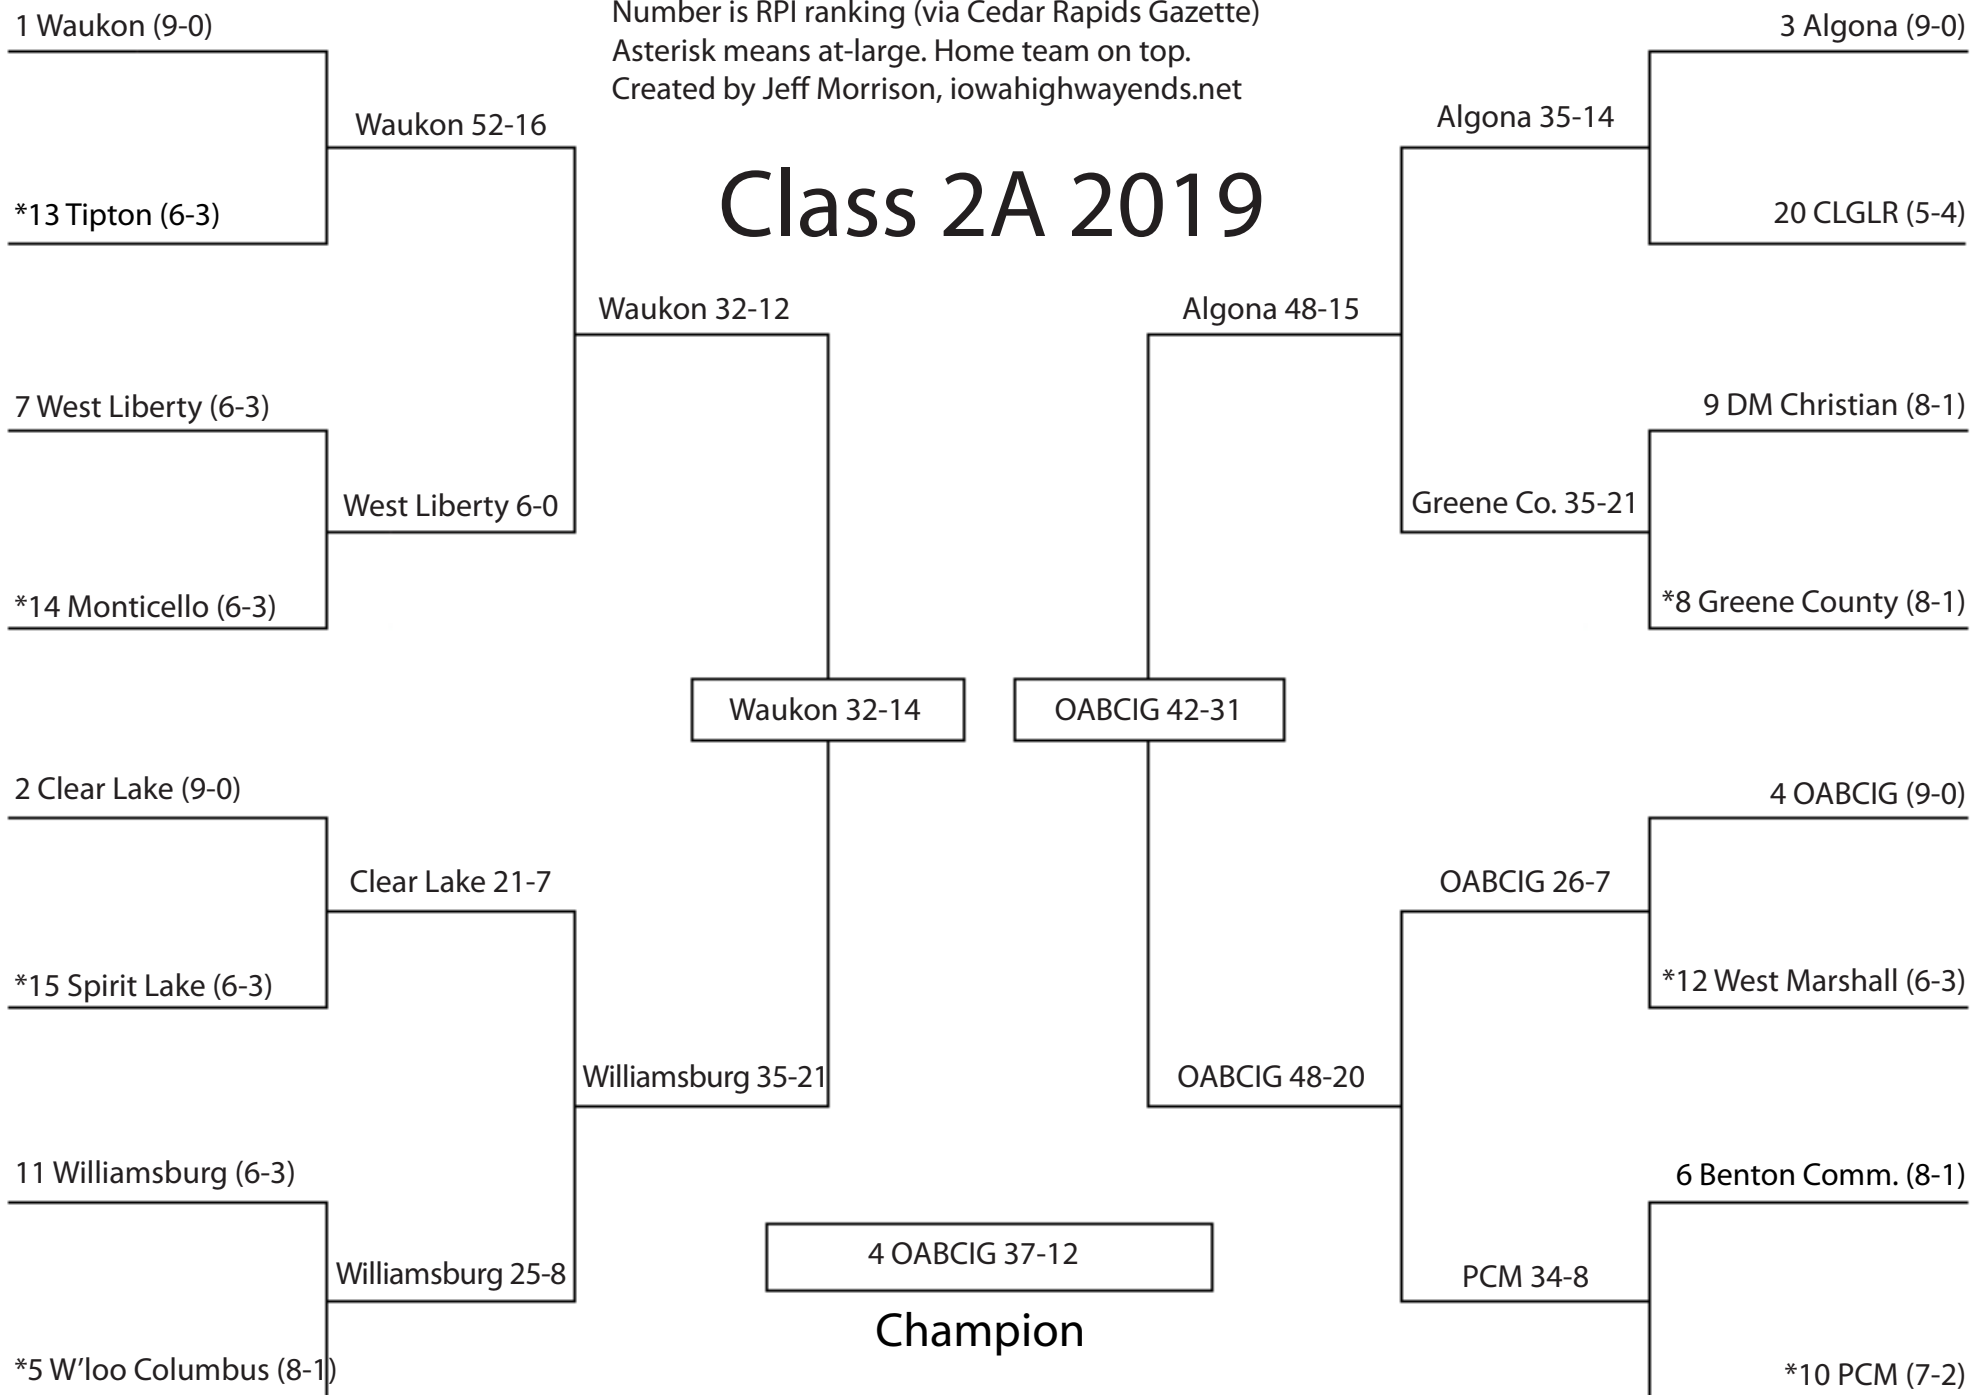 Number is RPI ranking (via Cedar Rapids Gazette)
Asterisk means at-large. Home team on top.
Created by Jeff Morrison, iowahighwayends.net
Class 2A 2019
1 Waukon (9-0)
Waukon 52-16
*13 Tipton (6-3)
Waukon 32-12
7 West Liberty (6-3)
West Liberty 6-0
*14 Monticello (6-3)
Waukon 32-14
2 Clear Lake (9-0)
Clear Lake 21-7
*15 Spirit Lake (6-3)
Williamsburg 35-21
11 Williamsburg (6-3)
Williamsburg 25-8
*5 W'loo Columbus (8-1)
3 Algona (9-0)
Algona 35-14
20 CLGLR (5-4)
Algona 48-15
9 DM Christian (8-1)
Greene Co. 35-21
*8 Greene County (8-1)
OABCIG 42-31
4 OABCIG (9-0)
OABCIG 26-7
*12 West Marshall (6-3)
OABCIG 48-20
6 Benton Comm. (8-1)
PCM 34-8
*10 PCM (7-2)
4 OABCIG 37-12
Champion